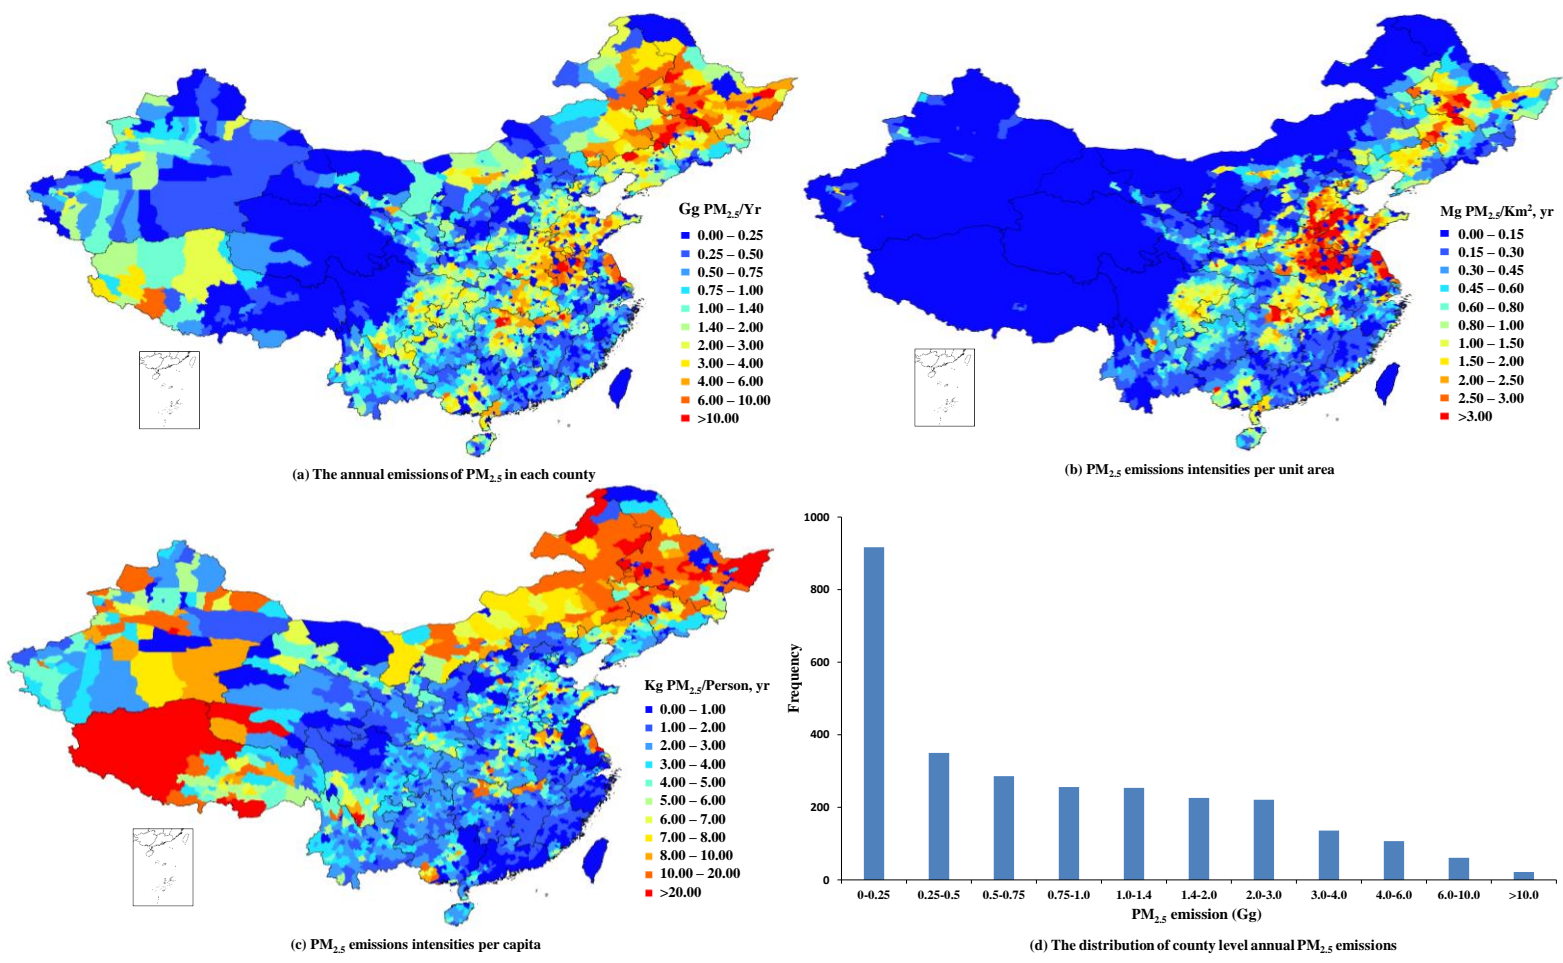 Gg PM2.5/Yr
0.00 – 0.25
0.25 – 0.50
0.50 – 0.75
0.75 – 1.00
1.00 – 1.40
1.40 – 2.00
2.00 – 3.00
3.00 – 4.00
4.00 – 6.00
6.00 – 10.00
>10.00
(a) The annual emissions of PM2.5 in each county
Mg PM2.5/Km2, yr
0.00 – 0.15
0.15 – 0.30
0.30 – 0.45
0.45 – 0.60
0.60 – 0.80
0.80 – 1.00
1.00 – 1.50
1.50 – 2.00
2.00 – 2.50
2.50 – 3.00
>3.00
(b) PM2.5 emissions intensities per unit area
Kg PM2.5/Person, yr
0.00 – 1.00
1.00 – 2.00
2.00 – 3.00
3.00 – 4.00
4.00 – 5.00
5.00 – 6.00
6.00 – 7.00
7.00 – 8.00
8.00 – 10.00
10.00 – 20.00
>20.00
(c) PM2.5 emissions intensities per capita
1000
800
600
400
200
0
Frequency
0-0.25 0.25-0.5 0.5-0.75 0.75-1.0 1.0-1.4 1.4-2.0 2.0-3.0 3.0-4.0 4.0-6.0 6.0-10.0 >10.0
PM2.5 emission (Gg)
(d) The distribution of county level annual PM2.5 emissions